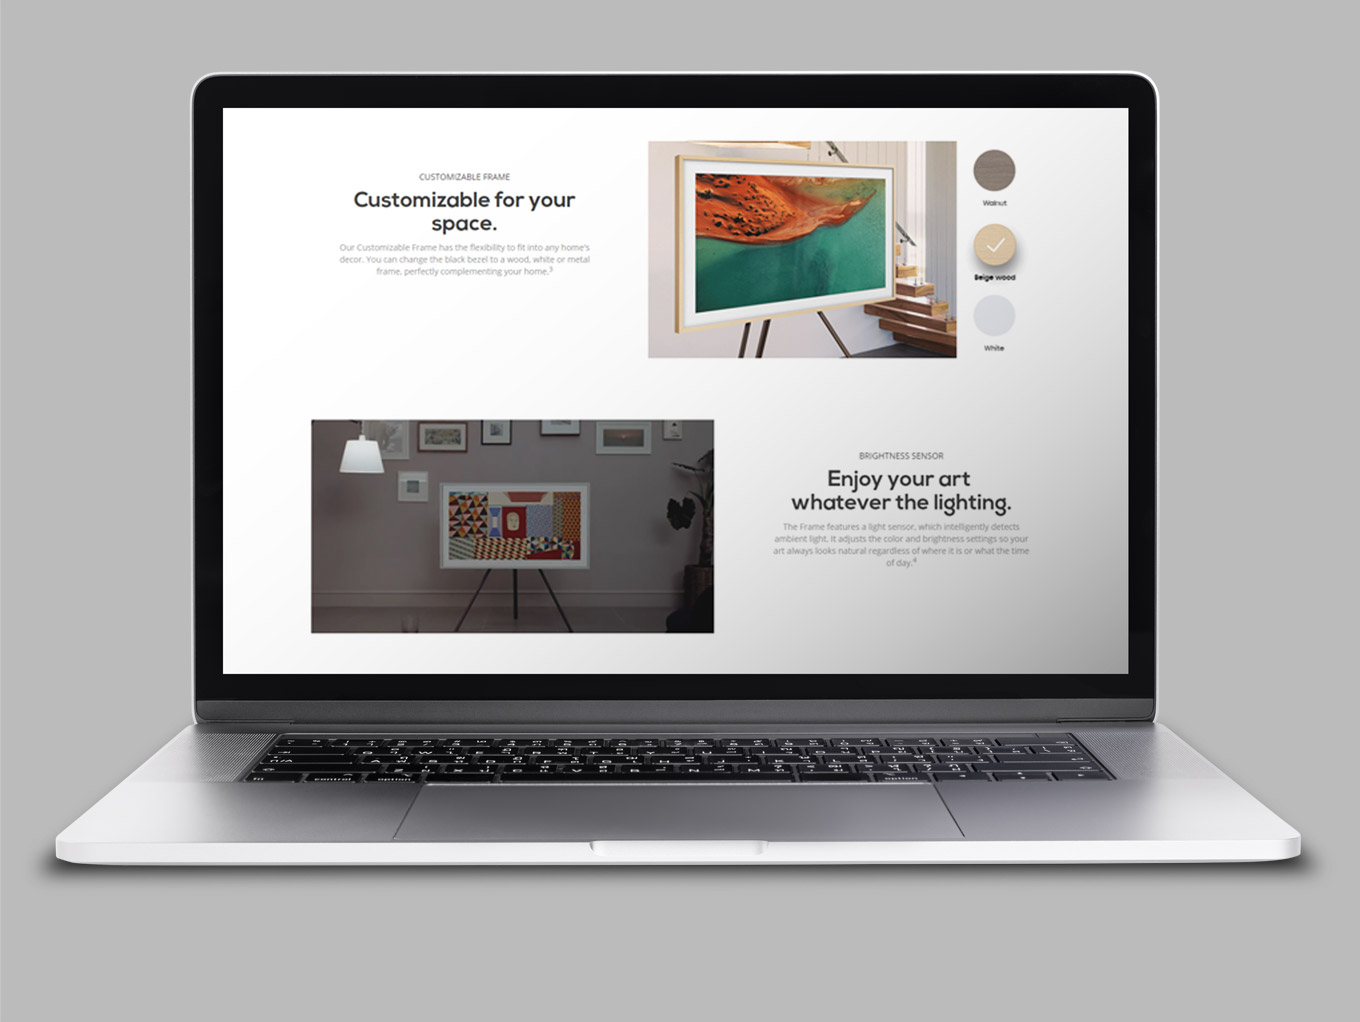 CUSTOMIZABLE FRAME
Customizable for your
space.
Our Customizable Frame has the flexibility to fit into any home's
decor. You can change the black bezel to a wood, white or metal
frame, perfectly complementing your home.3
Walnut
Beige wood
White
BRIGHTNESS SENSOR
Enjoy your art
whatever the lighting.
The Frame features a light sensor, which intelligently detects
ambient light. It adjusts the color and brightness settings so your
art always looks natural regardless of where it is or what the time
of day.4
fn control option option